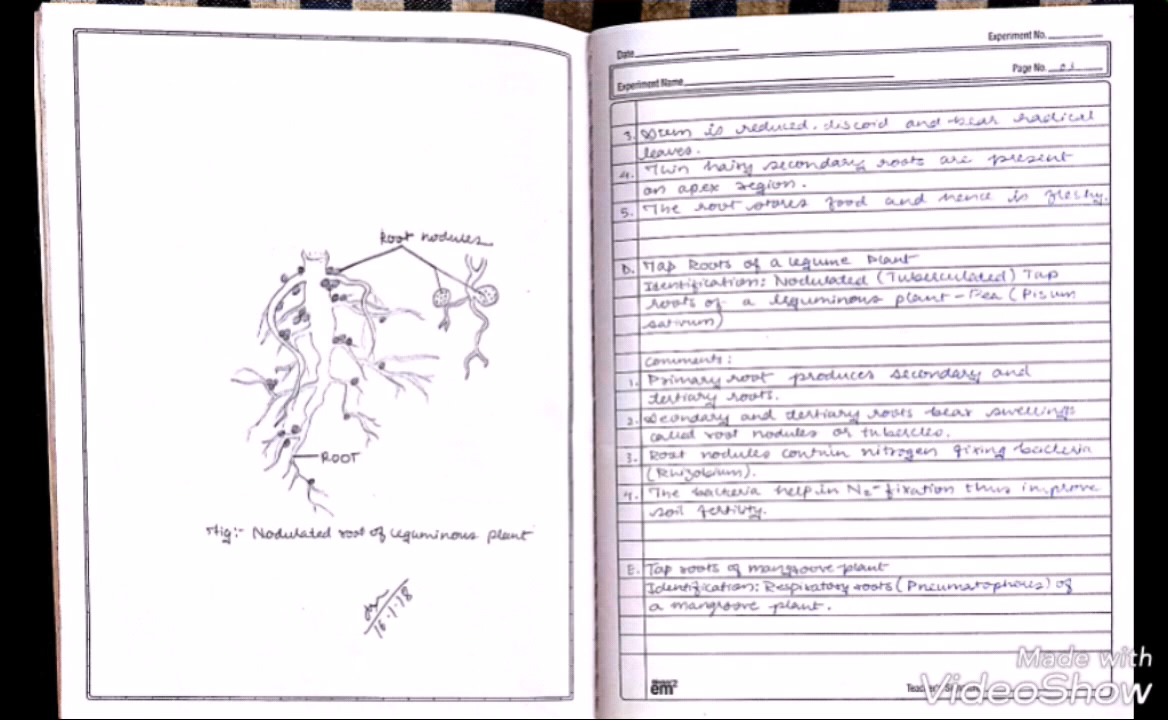 Root nodules
ROOT
Fig:- Nodulated root of leguminous plant
16.1.18
Experiment No.
Date
Page No.
Experiment Name
3. Stem is reduced, discoid and bear radical
leaves.
4. Thin hairy secondary roots are present
on apex region.
5. The root stores food and hence is fleshy.
D. Tap Roots of a legume plant
Identification: Nodulated (Tuberculated) Tap
roots of a leguminous plant - Pea (Pisum
sativum)
Comments:
1. Primary root produces secondary and
tertiary roots.
2. Secondary and tertiary roots bear swellings
called root nodules or tubercles.
3. Root nodules contain nitrogen fixing bacteria
(Rhizobium).
4. The bacteria help in N₂-fixation thus improve
soil fertility.
E. Tap roots of mangroove plant
Identification: Respiratory roots (Pneumatophores) of
a mangroove plant.
em
Made with
VideoShow